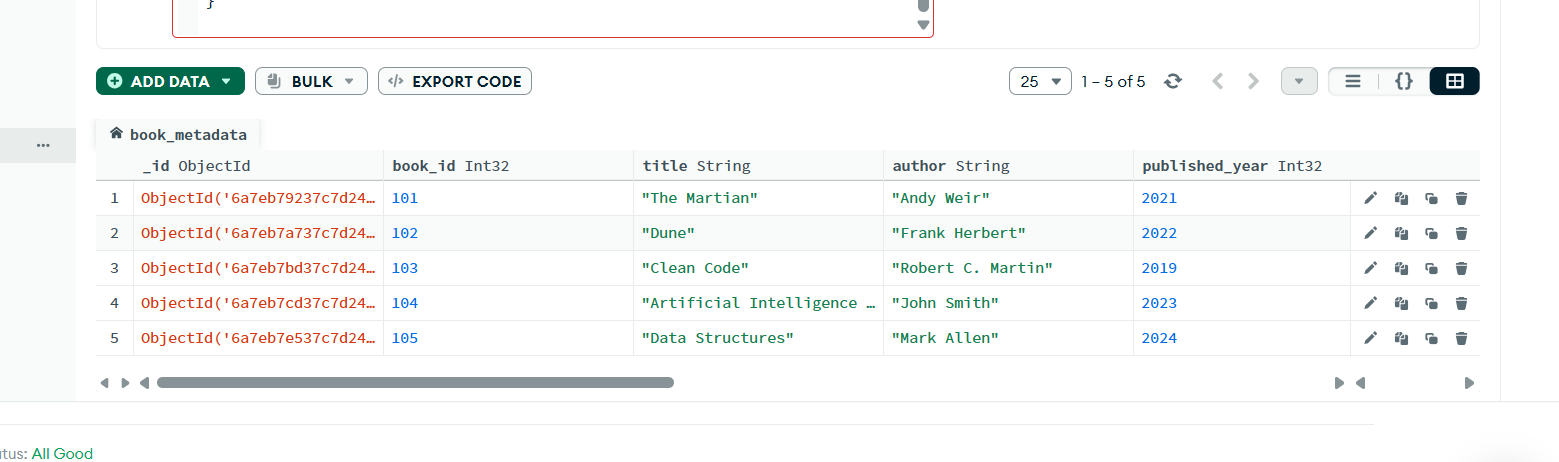 }
ADD DATA BULK </> EXPORT CODE 25 1 – 5 of 5 {}
book_metadata
_id ObjectId book_id Int32 title String author String published_year Int32
1 ObjectId('6a7eb79237c7d24… 101 "The Martian" "Andy Weir" 2021
2 ObjectId('6a7eb7a737c7d24… 102 "Dune" "Frank Herbert" 2022
3 ObjectId('6a7eb7bd37c7d24… 103 "Clean Code" "Robert C. Martin" 2019
4 ObjectId('6a7eb7cd37c7d24… 104 "Artificial Intelligence … "John Smith" 2023
5 ObjectId('6a7eb7e537c7d24… 105 "Data Structures" "Mark Allen" 2024
atus: All Good